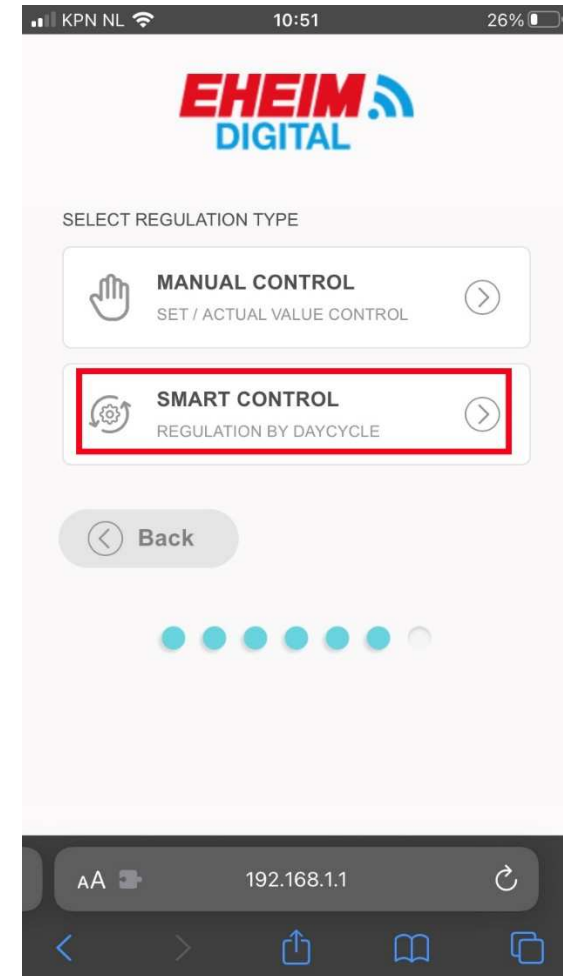 KPN NL 10:51 26%
EHEIM
DIGITAL
SELECT REGULATION TYPE
MANUAL CONTROL
SET / ACTUAL VALUE CONTROL
SMART CONTROL
REGULATION BY DAYCYCLE
Back
AA 192.168.1.1